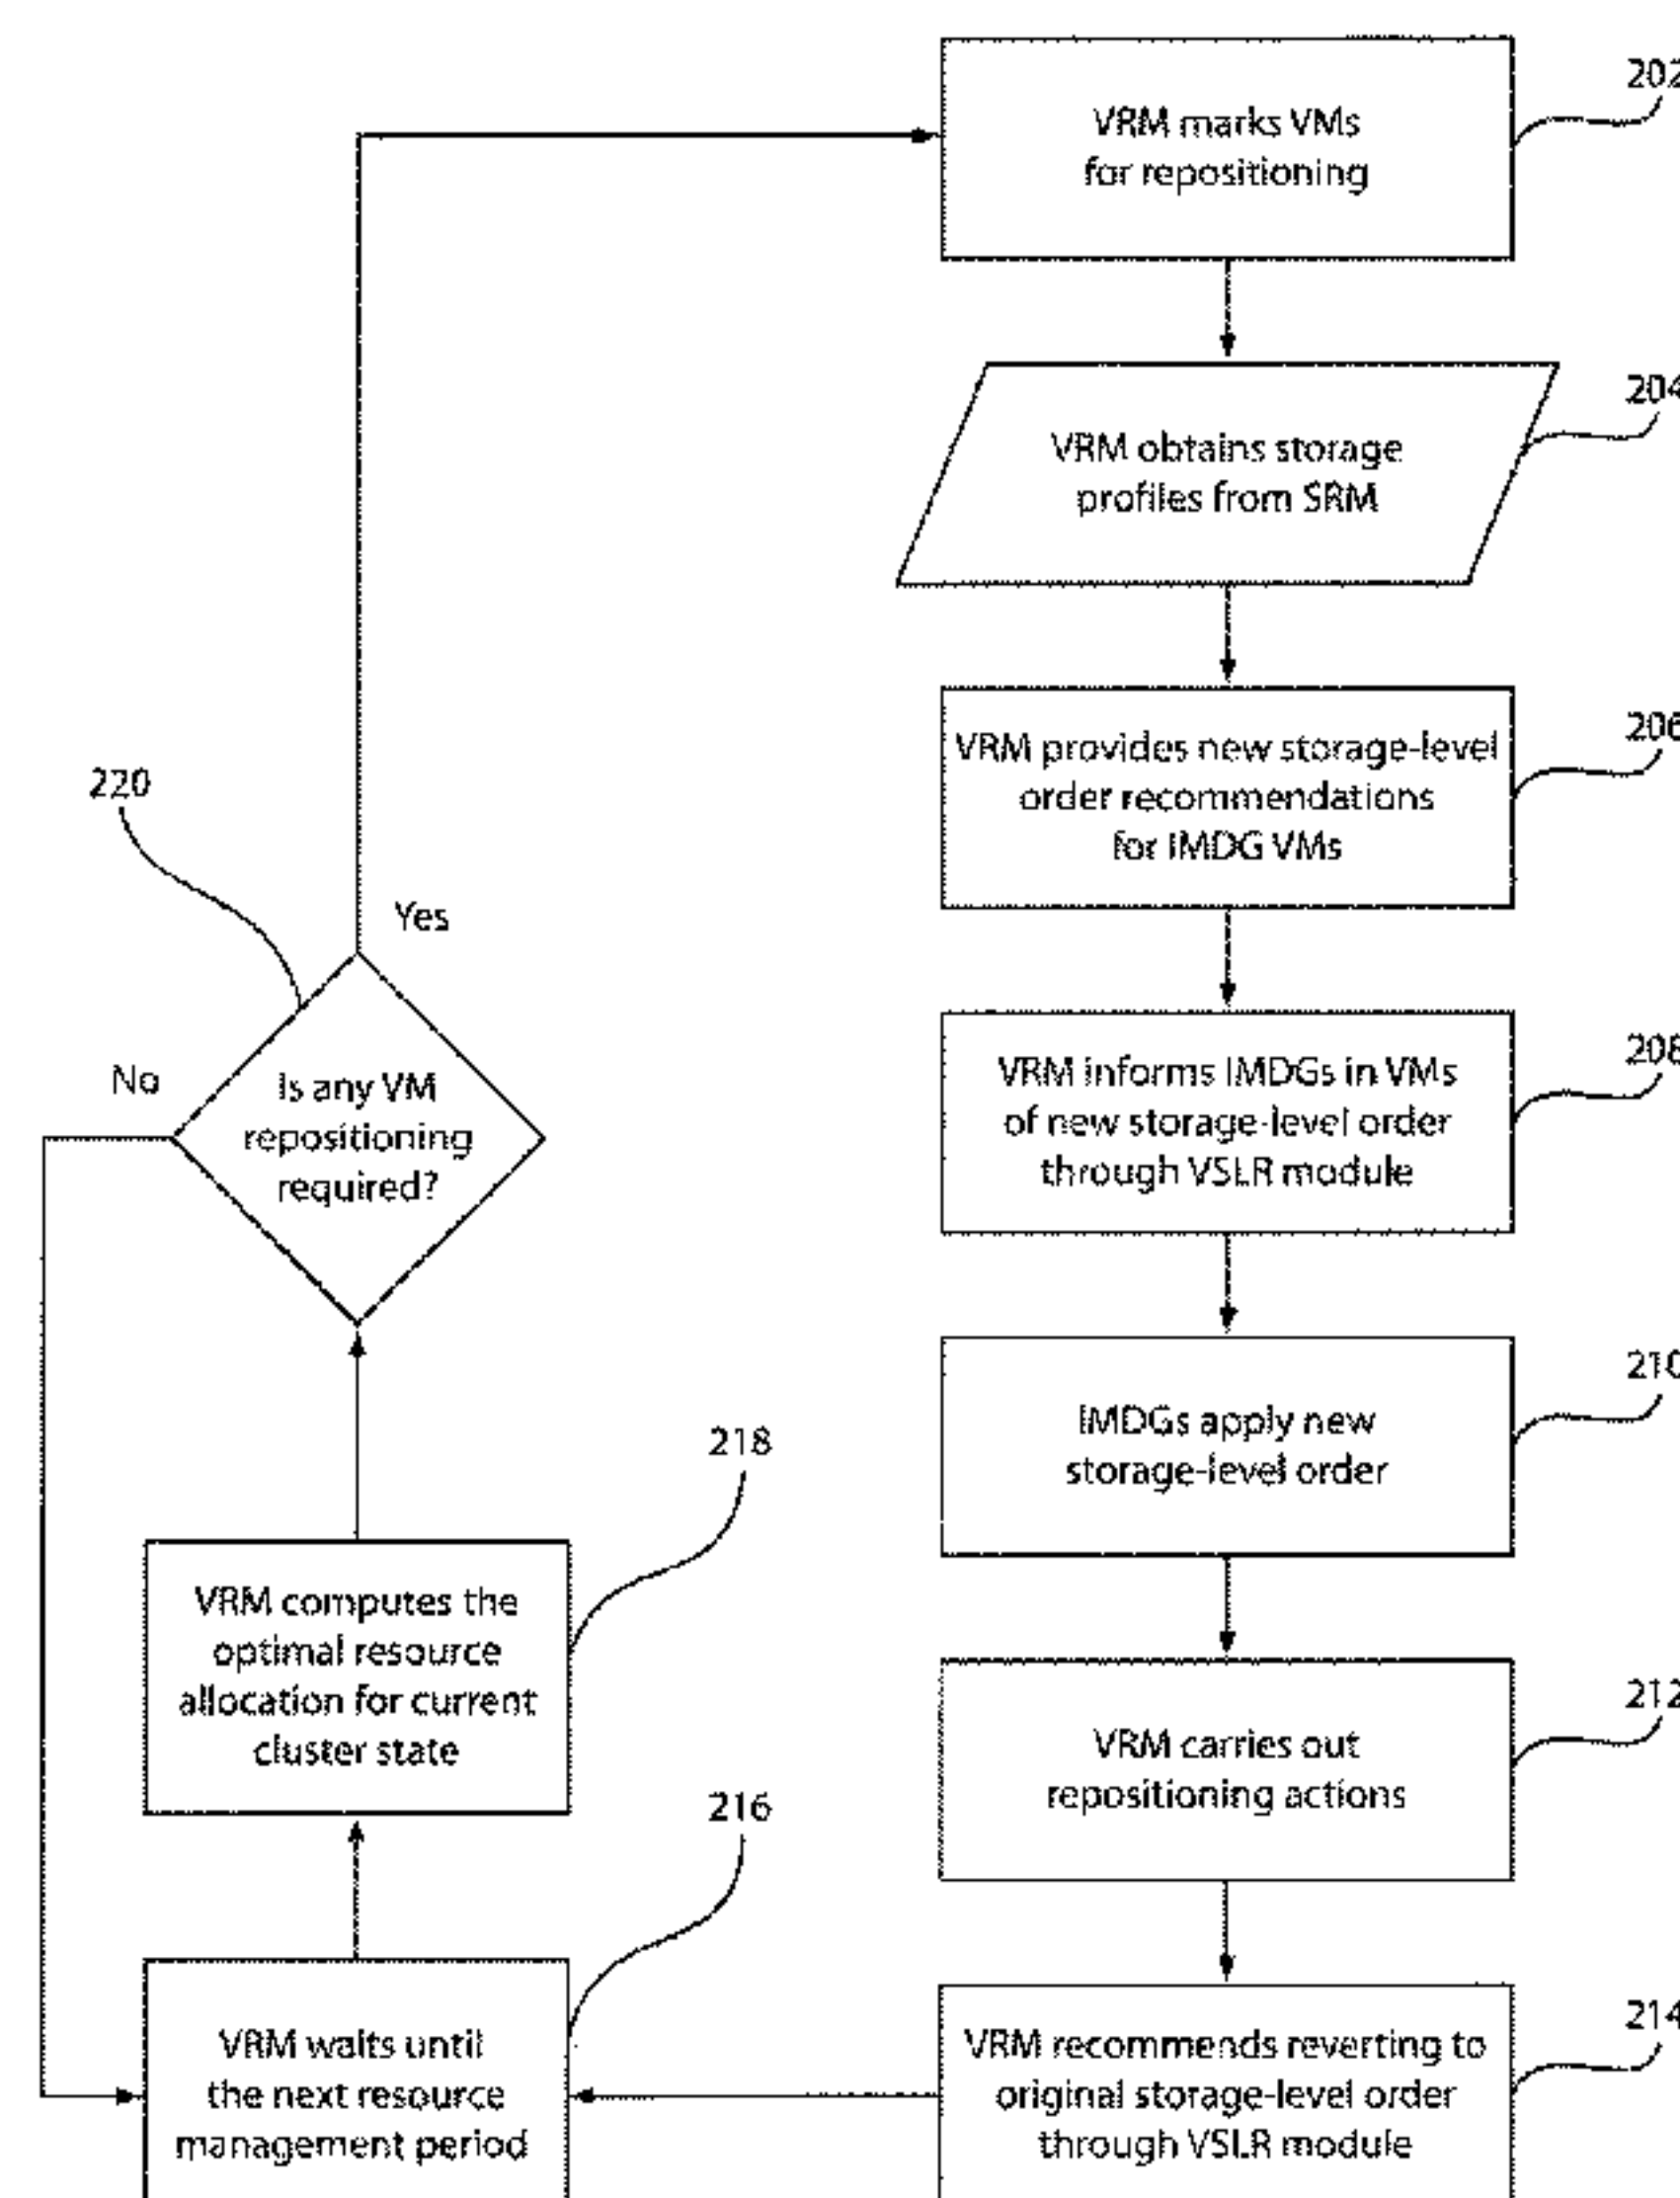 202
VRM marks VMs
for repositioning
204
VRM obtains storage
profiles from SRM
206
VRM provides new storage-level
order recommendations
for IMDG VMs
208
VRM informs IMDGs in VMs
of new storage-level order
through VSLR module
210
IMDGs apply new
storage-level order
212
VRM carries out
repositioning actions
214
VRM recommends reverting to
original storage-level order
through VSLR module
216
VRM waits until
the next resource
management period
218
VRM computes the
optimal resource
allocation for current
cluster state
220
Yes
No
Is any VM
repositioning
required?